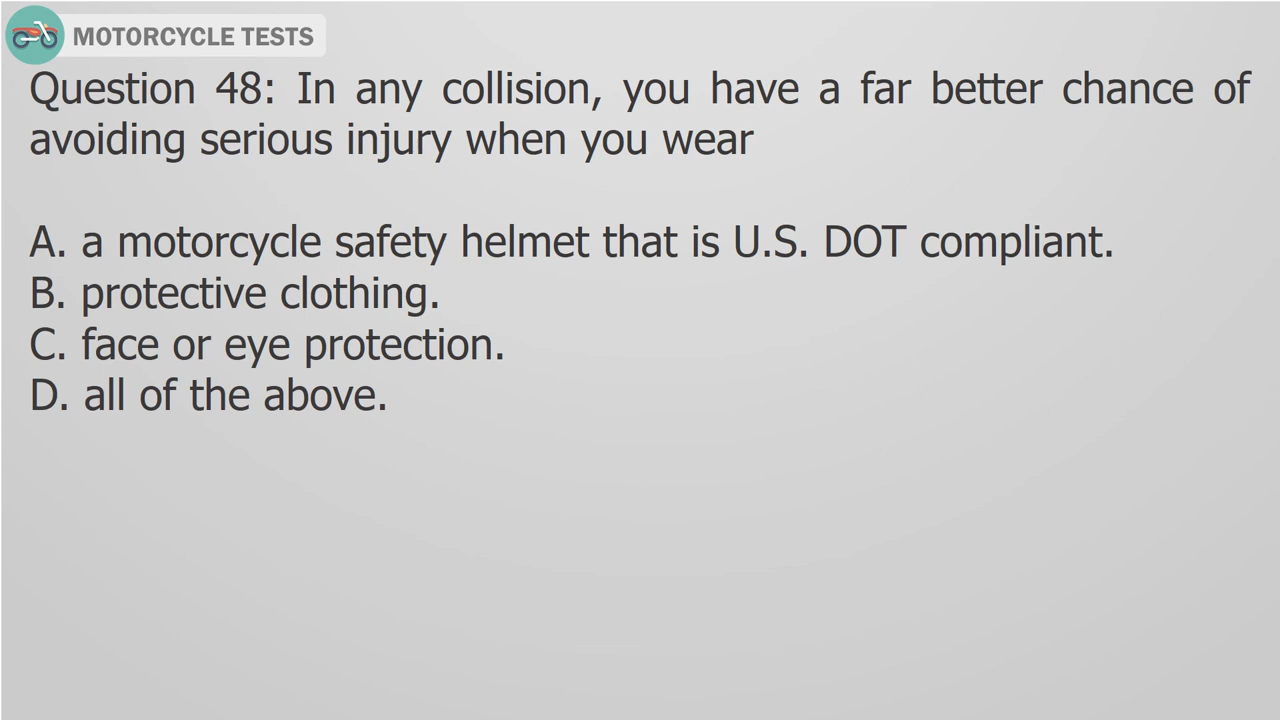 MOTORCYCLE TESTS
Question 48: In any collision, you have a far better chance of
avoiding serious injury when you wear
A. a motorcycle safety helmet that is U.S. DOT compliant.
B. protective clothing.
C. face or eye protection.
D. all of the above.